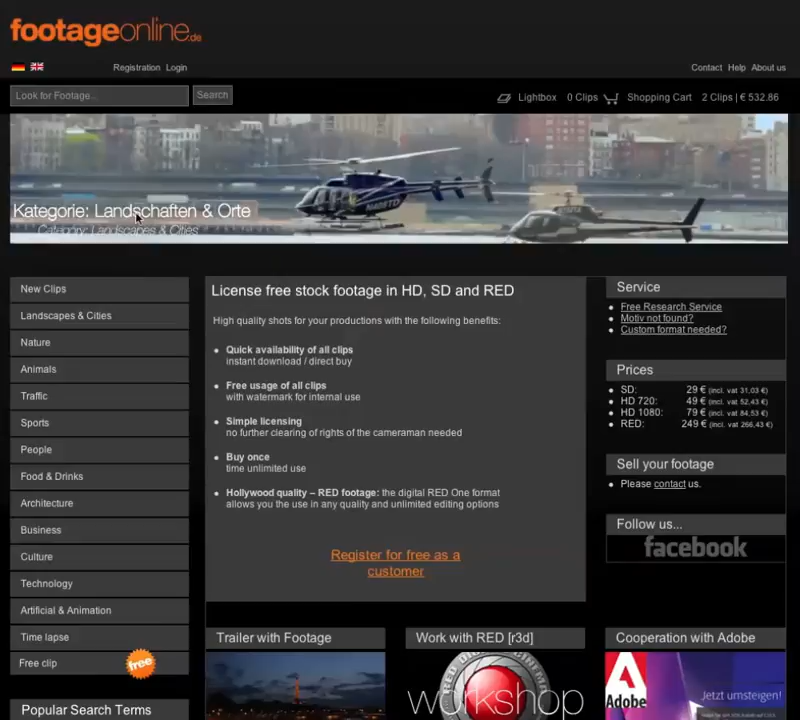 footageonline.de
Registration Login
Contact Help About us
Look for Footage...
Search
Lightbox 0 Clips
Shopping Cart 2 Clips | € 532.86
Kategorie: Landschaften & Orte
Category: Landscapes & Cities
New Clips
Landscapes & Cities
Nature
Animals
Traffic
Sports
People
Food & Drinks
Architecture
Business
Culture
Technology
Artificial & Animation
Time lapse
Free clip
free
Popular Search Terms
License free stock footage in HD, SD and RED
High quality shots for your productions with the following benefits:
Quick availability of all clips
instant download / direct buy
Free usage of all clips
with watermark for internal use
Simple licensing
no further clearing of rights of the cameraman needed
Buy once
time unlimited use
Hollywood quality – RED footage: the digital RED One format
allows you the use in any quality and unlimited editing options
Register for free as a
customer
Service
Free Research Service
Motiv not found?
Custom format needed?
Prices
SD: 29 € (incl. vat 31,03 €)
HD 720: 49 € (incl. vat 52,43 €)
HD 1080: 79 € (incl. vat 84,53 €)
RED: 249 € (incl. vat 266,43 €)
Sell your footage
Please contact us.
Follow us...
facebook
Trailer with Footage
Work with RED [r3d]
workshop
Cooperation with Adobe
Adobe
Jetzt umsteigen!